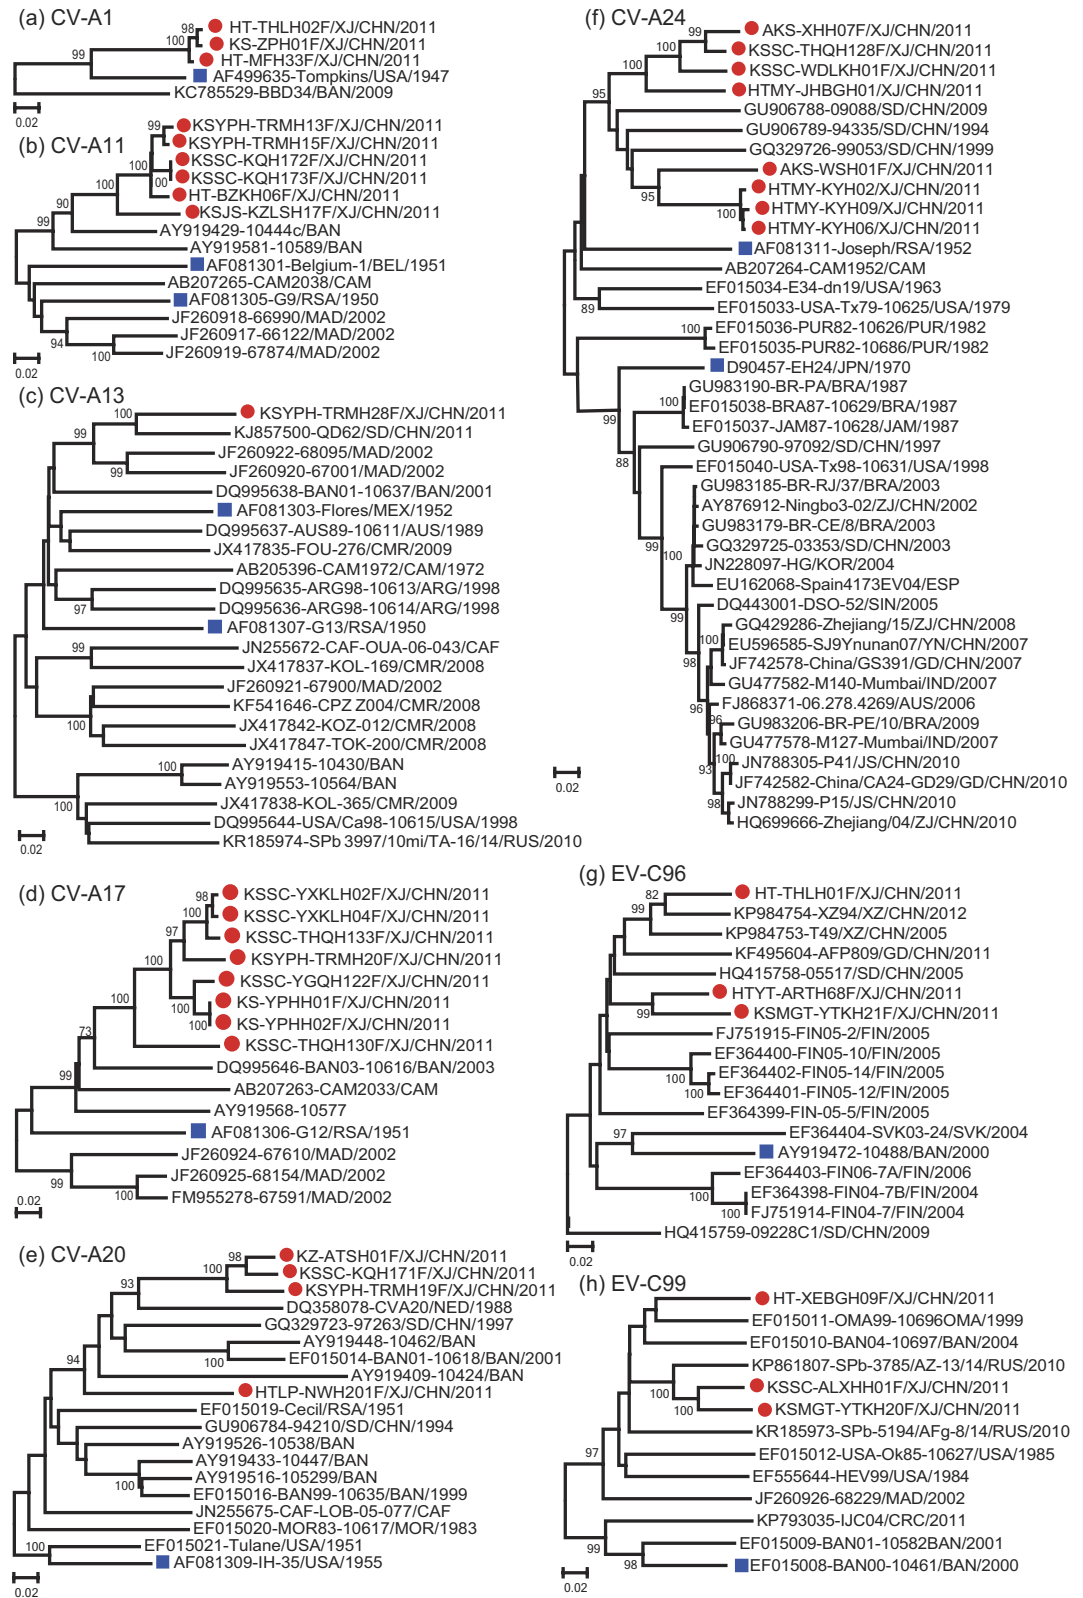 (a) CV-A1
98
HT-THLH02F/XJ/CHN/2011
100
KS-ZPH01F/XJ/CHN/2011
99
HT-MFH33F/XJ/CHN/2011
AF499635-Tompkins/USA/1947
KC785529-BBD34/BAN/2009
0.02
(b) CV-A11
99
KSYPH-TRMH13F/XJ/CHN/2011
KSYPH-TRMH15F/XJ/CHN/2011
100
KSSC-KQH172F/XJ/CHN/2011
100
KSSC-KQH173F/XJ/CHN/2011
100
HT-BZKH06F/XJ/CHN/2011
90
KSJS-KZLSH17F/XJ/CHN/2011
99
AY919429-10444c/BAN
AY919581-10589/BAN
AF081301-Belgium-1/BEL/1951
AB207265-CAM2038/CAM
AF081305-G9/RSA/1950
JF260918-66990/MAD/2002
94
JF260917-66122/MAD/2002
100
JF260919-67874/MAD/2002
0.02
(c) CV-A13
100
KSYPH-TRMH28F/XJ/CHN/2011
99
KJ857500-QD62/SD/CHN/2011
JF260922-68095/MAD/2002
99
JF260920-67001/MAD/2002
DQ995638-BAN01-10637/BAN/2001
AF081303-Flores/MEX/1952
DQ995637-AUS89-10611/AUS/1989
JX417835-FOU-276/CMR/2009
AB205396-CAM1972/CAM/1972
DQ995635-ARG98-10613/ARG/1998
97
DQ995636-ARG98-10614/ARG/1998
AF081307-G13/RSA/1950
99
JN255672-CAF-OUA-06-043/CAF
JX417837-KOL-169/CMR/2008
JF260921-67900/MAD/2002
KF541646-CPZ Z004/CMR/2008
100
JX417842-KOZ-012/CMR/2008
JX417847-TOK-200/CMR/2008
100
AY919415-10430/BAN
AY919553-10564/BAN
100
JX417838-KOL-365/CMR/2009
DQ995644-USA/Ca98-10615/USA/1998
KR185974-SPb 3997/10mi/TA-16/14/RUS/2010
0.02
(d) CV-A17
98
KSSC-YXKLH02F/XJ/CHN/2011
100
KSSC-YXKLH04F/XJ/CHN/2011
97
KSSC-THQH133F/XJ/CHN/2011
100
KSYPH-TRMH20F/XJ/CHN/2011
KSSC-YGQH122F/XJ/CHN/2011
100
KS-YPHH01F/XJ/CHN/2011
100
KS-YPHH02F/XJ/CHN/2011
73
KSSC-THQH130F/XJ/CHN/2011
DQ995646-BAN03-10616/BAN/2003
99
AB207263-CAM2033/CAM
AY919568-10577
AF081306-G12/RSA/1951
JF260924-67610/MAD/2002
99
JF260925-68154/MAD/2002
100
FM955278-67591/MAD/2002
0.02
(e) CV-A20
98
KZ-ATSH01F/XJ/CHN/2011
100
KSSC-KQH171F/XJ/CHN/2011
93
KSYPH-TRMH19F/XJ/CHN/2011
DQ358078-CVA20/NED/1988
GQ329723-97263/SD/CHN/1997
AY919448-10462/BAN
100
EF015014-BAN01-10618/BAN/2001
94
AY919409-10424/BAN
HTLP-NWH201F/XJ/CHN/2011
EF015019-Cecil/RSA/1951
GU906784-94210/SD/CHN/1994
AY919526-10538/BAN
AY919433-10447/BAN
AY919516-105299/BAN
100
EF015016-BAN99-10635/BAN/1999
JN255675-CAF-LOB-05-077/CAF
EF015020-MOR83-10617/MOR/1983
100
EF015021-Tulane/USA/1951
AF081309-IH-35/USA/1955
0.02
(f) CV-A24
99
AKS-XHH07F/XJ/CHN/2011
100
KSSC-THQH128F/XJ/CHN/2011
100
KSSC-WDLKH01F/XJ/CHN/2011
95
HTMY-JHBGH01/XJ/CHN/2011
GU906788-09088/SD/CHN/2009
GU906789-94335/SD/CHN/1994
GQ329726-99053/SD/CHN/1999
AKS-WSH01F/XJ/CHN/2011
95
HTMY-KYH02/XJ/CHN/2011
100
HTMY-KYH09/XJ/CHN/2011
HTMY-KYH06/XJ/CHN/2011
AF081311-Joseph/RSA/1952
AB207264-CAM1952/CAM
EF015034-E34-dn19/USA/1963
89
EF015033-USA-Tx79-10625/USA/1979
100
EF015036-PUR82-10626/PUR/1982
EF015035-PUR82-10686/PUR/1982
D90457-EH24/JPN/1970
GU983190-BR-PA/BRA/1987
100
EF015038-BRA87-10629/BRA/1987
99
EF015037-JAM87-10628/JAM/1987
GU906790-97092/SD/CHN/1997
88
EF015040-USA-Tx98-10631/USA/1998
GU983185-BR-RJ/37/BRA/2003
AY876912-Ningbo3-02/ZJ/CHN/2002
GU983179-BR-CE/8/BRA/2003
99
GQ329725-03353/SD/CHN/2003
100
JN228097-HG/KOR/2004
EU162068-Spain4173EV04/ESP
DQ443001-DSO-52/SIN/2005
99
GQ429286-Zhejiang/15/ZJ/CHN/2008
100
EU596585-SJ9Ynunan07/YN/CHN/2007
98
JF742578-China/GS391/GD/CHN/2007
GU477582-M140-Mumbai/IND/2007
96
FJ868371-06.278.4269/AUS/2006
96
GU983206-BR-PE/10/BRA/2009
GU477578-M127-Mumbai/IND/2007
100
JN788305-P41/JS/CHN/2010
93
JF742582-China/CA24-GD29/GD/CHN/2010
98
JN788299-P15/JS/CHN/2010
HQ699666-Zhejiang/04/ZJ/CHN/2010
0.02
(g) EV-C96
82
HT-THLH01F/XJ/CHN/2011
99
KP984754-XZ94/XZ/CHN/2012
KP984753-T49/XZ/CHN/2005
KF495604-AFP809/GD/CHN/2011
HQ415758-05517/SD/CHN/2005
HTYT-ARTH68F/XJ/CHN/2011
99
KSMGT-YTKH21F/XJ/CHN/2011
FJ751915-FIN05-2/FIN/2005
EF364400-FIN05-10/FIN/2005
100
EF364402-FIN05-14/FIN/2005
100
EF364401-FIN05-12/FIN/2005
EF364399-FIN-05-5/FIN/2005
97
EF364404-SVK03-24/SVK/2004
AY919472-10488/BAN/2000
EF364403-FIN06-7A/FIN/2006
100
EF364398-FIN04-7B/FIN/2004
100
FJ751914-FIN04-7/FIN/2004
HQ415759-09228C1/SD/CHN/2009
0.02
(h) EV-C99
HT-XEBGH09F/XJ/CHN/2011
EF015011-OMA99-10696OMA/1999
EF015010-BAN04-10697/BAN/2004
KP861807-SPb-3785/AZ-13/14/RUS/2010
100
KSSC-ALXHH01F/XJ/CHN/2011
100
KSMGT-YTKH20F/XJ/CHN/2011
KR185973-SPb-5194/AFg-8/14/RUS/2010
97
EF015012-USA-Ok85-10627/USA/1985
EF555644-HEV99/USA/1984
JF260926-68229/MAD/2002
KP793035-IJC04/CRC/2011
99
EF015009-BAN01-10582BAN/2001
98
EF015008-BAN00-10461/BAN/2000
0.02